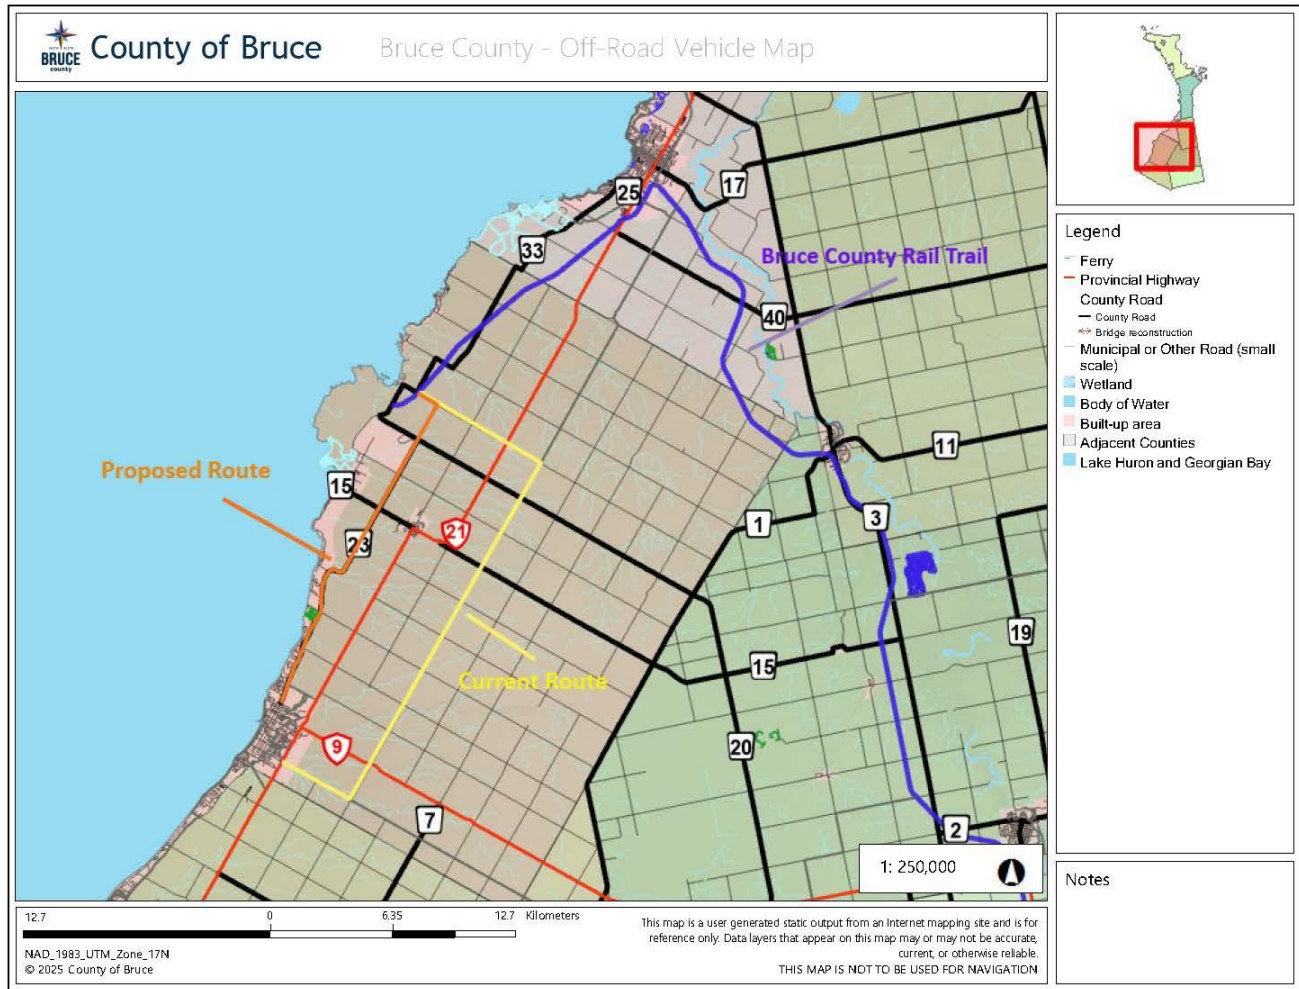 BRUCE
county
County of Bruce
Bruce County - Off-Road Vehicle Map
25
17
33
Bruce County Rail Trail
40
Proposed Route
11
15
1
3
21
23
19
15
Current Route
20
9
7
2
1: 250,000
Legend
Ferry
Provincial Highway
County Road
County Road
Bridge reconstruction
Municipal or Other Road (small
scale)
Wetland
Body of Water
Built-up area
Adjacent Counties
Lake Huron and Georgian Bay
Notes
12.7 0 6.35 12.7 Kilometers
NAD_1983_UTM_Zone_17N
© 2025 County of Bruce
This map is a user generated static output from an Internet mapping site and is for
reference only. Data layers that appear on this map may or may not be accurate,
current, or otherwise reliable.
THIS MAP IS NOT TO BE USED FOR NAVIGATION